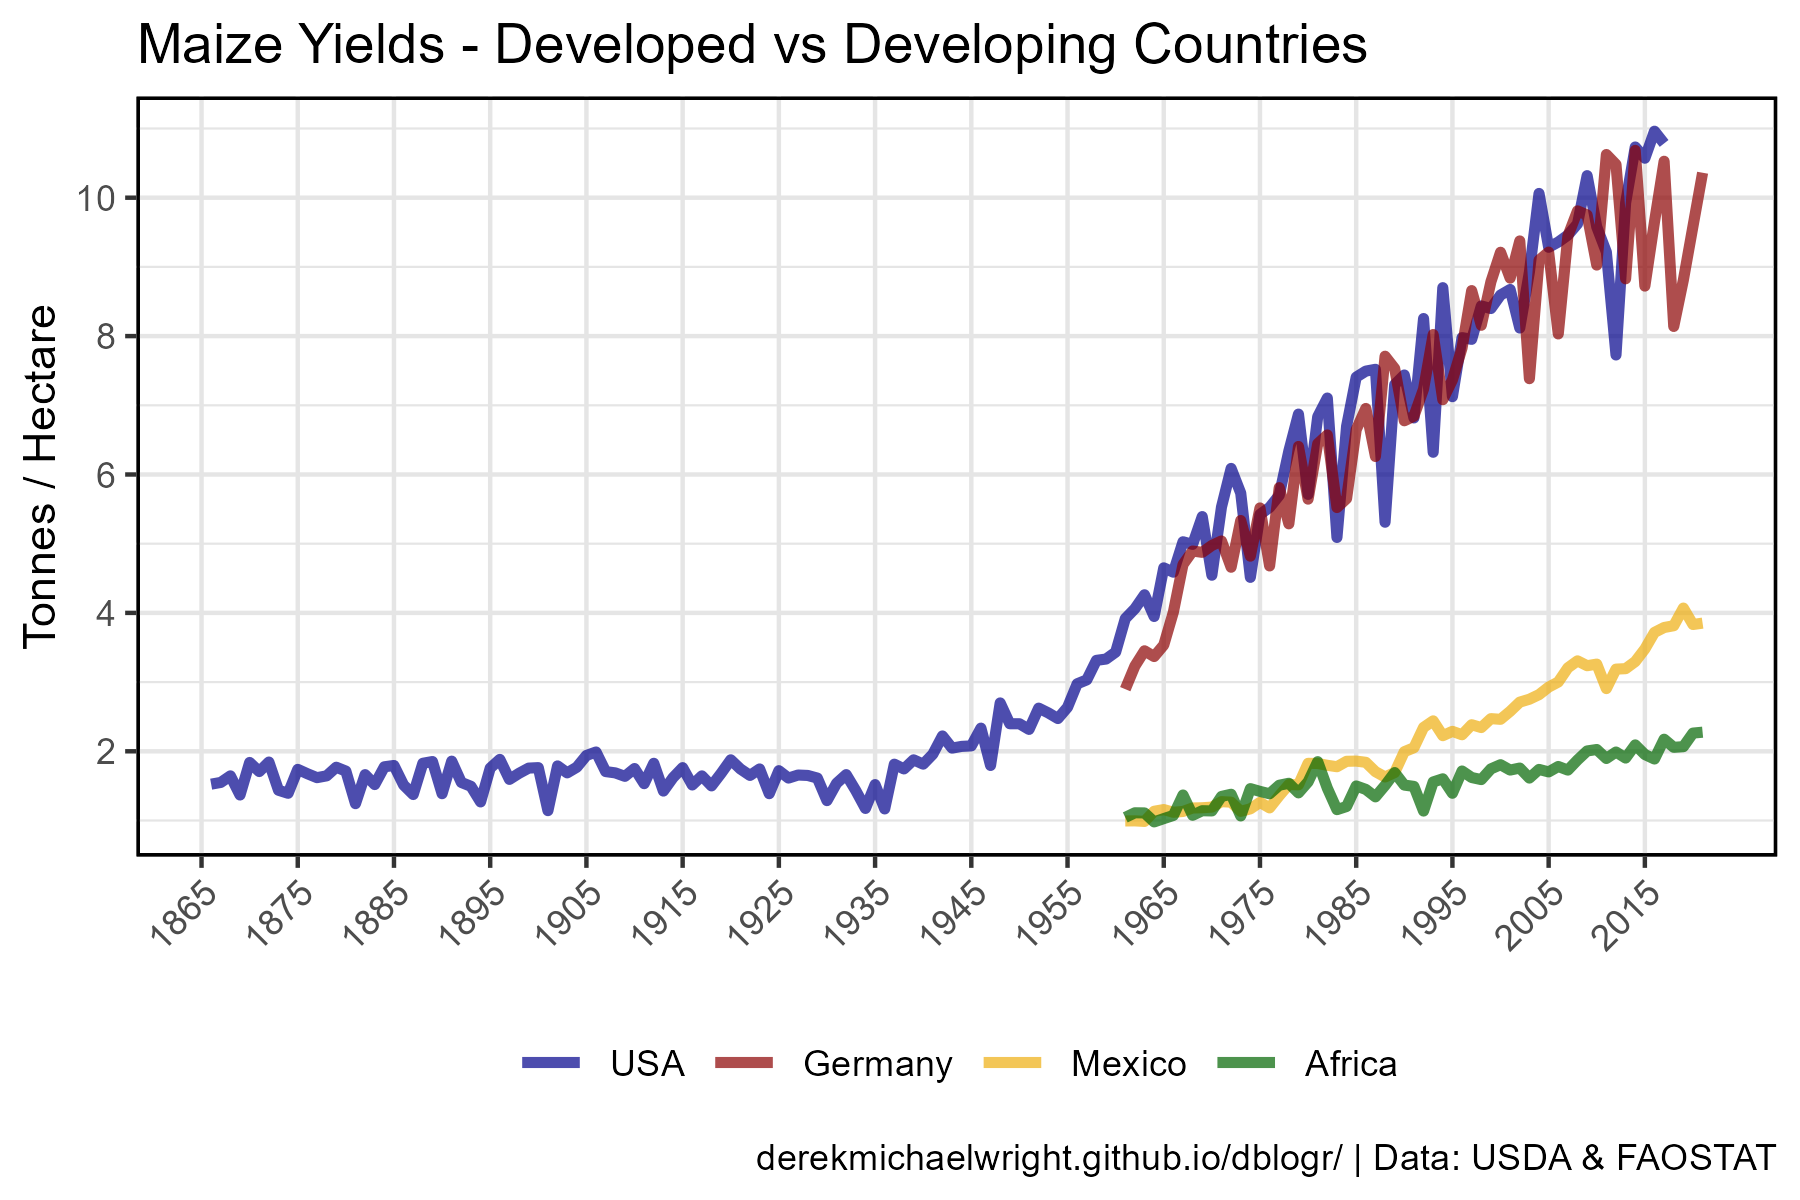 Maize Yields - Developed vs Developing Countries
Tonnes / Hectare
10
8
6
4
2
1865 1875 1885 1895 1905 1915 1925 1935 1945 1955 1965 1975 1985 1995 2005 2015
USA Germany Mexico Africa
derekmichaelwright.github.io/dblogr/ | Data: USDA & FAOSTAT